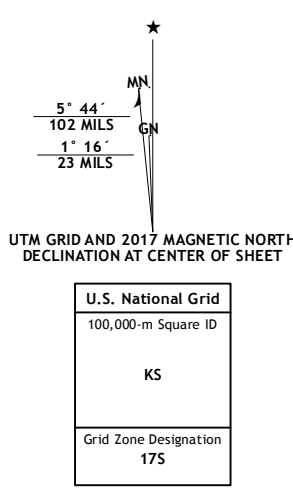 MN
5° 44´
102 MILS
GN
1° 16´
23 MILS
UTM GRID AND 2017 MAGNETIC NORTH
DECLINATION AT CENTER OF SHEET
U.S. National Grid
100,000-m Square ID
KS
Grid Zone Designation
17S